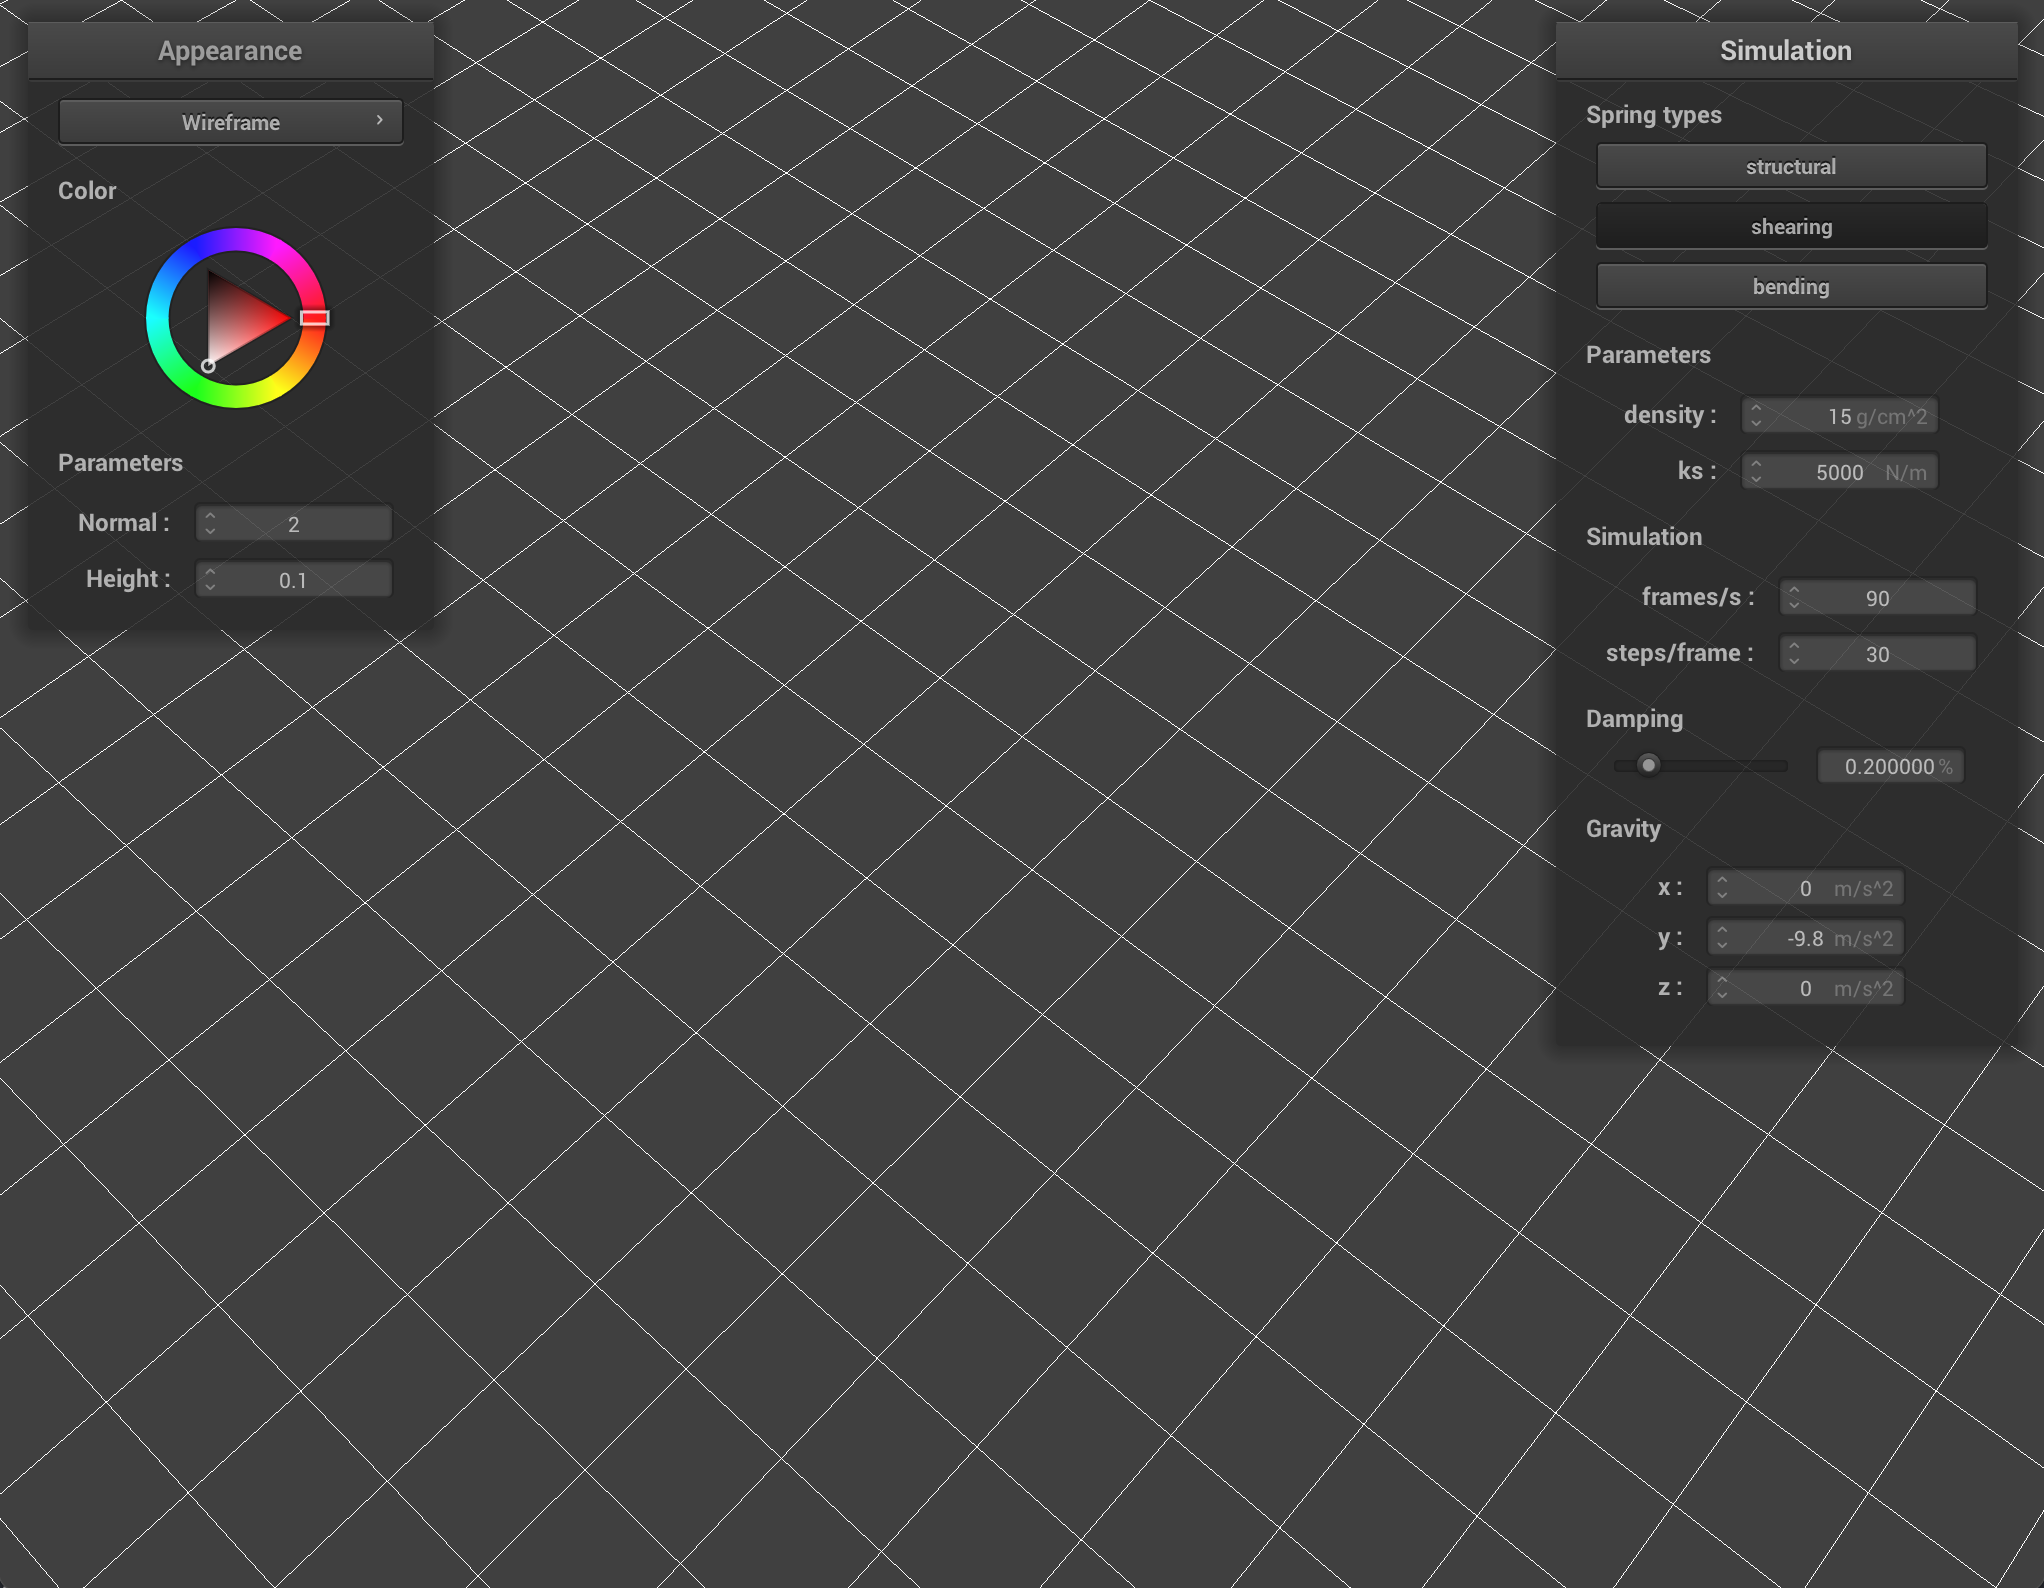 Appearance
Wireframe
Color
Parameters
Normal : 2
Height : 0.1
Simulation
Spring types
structural
shearing
bending
Parameters
density : 15 g/cm^2
ks : 5000 N/m
Simulation
frames/s : 90
steps/frame : 30
Damping
0.200000 %
Gravity
x : 0 m/s^2
y : -9.8 m/s^2
z : 0 m/s^2